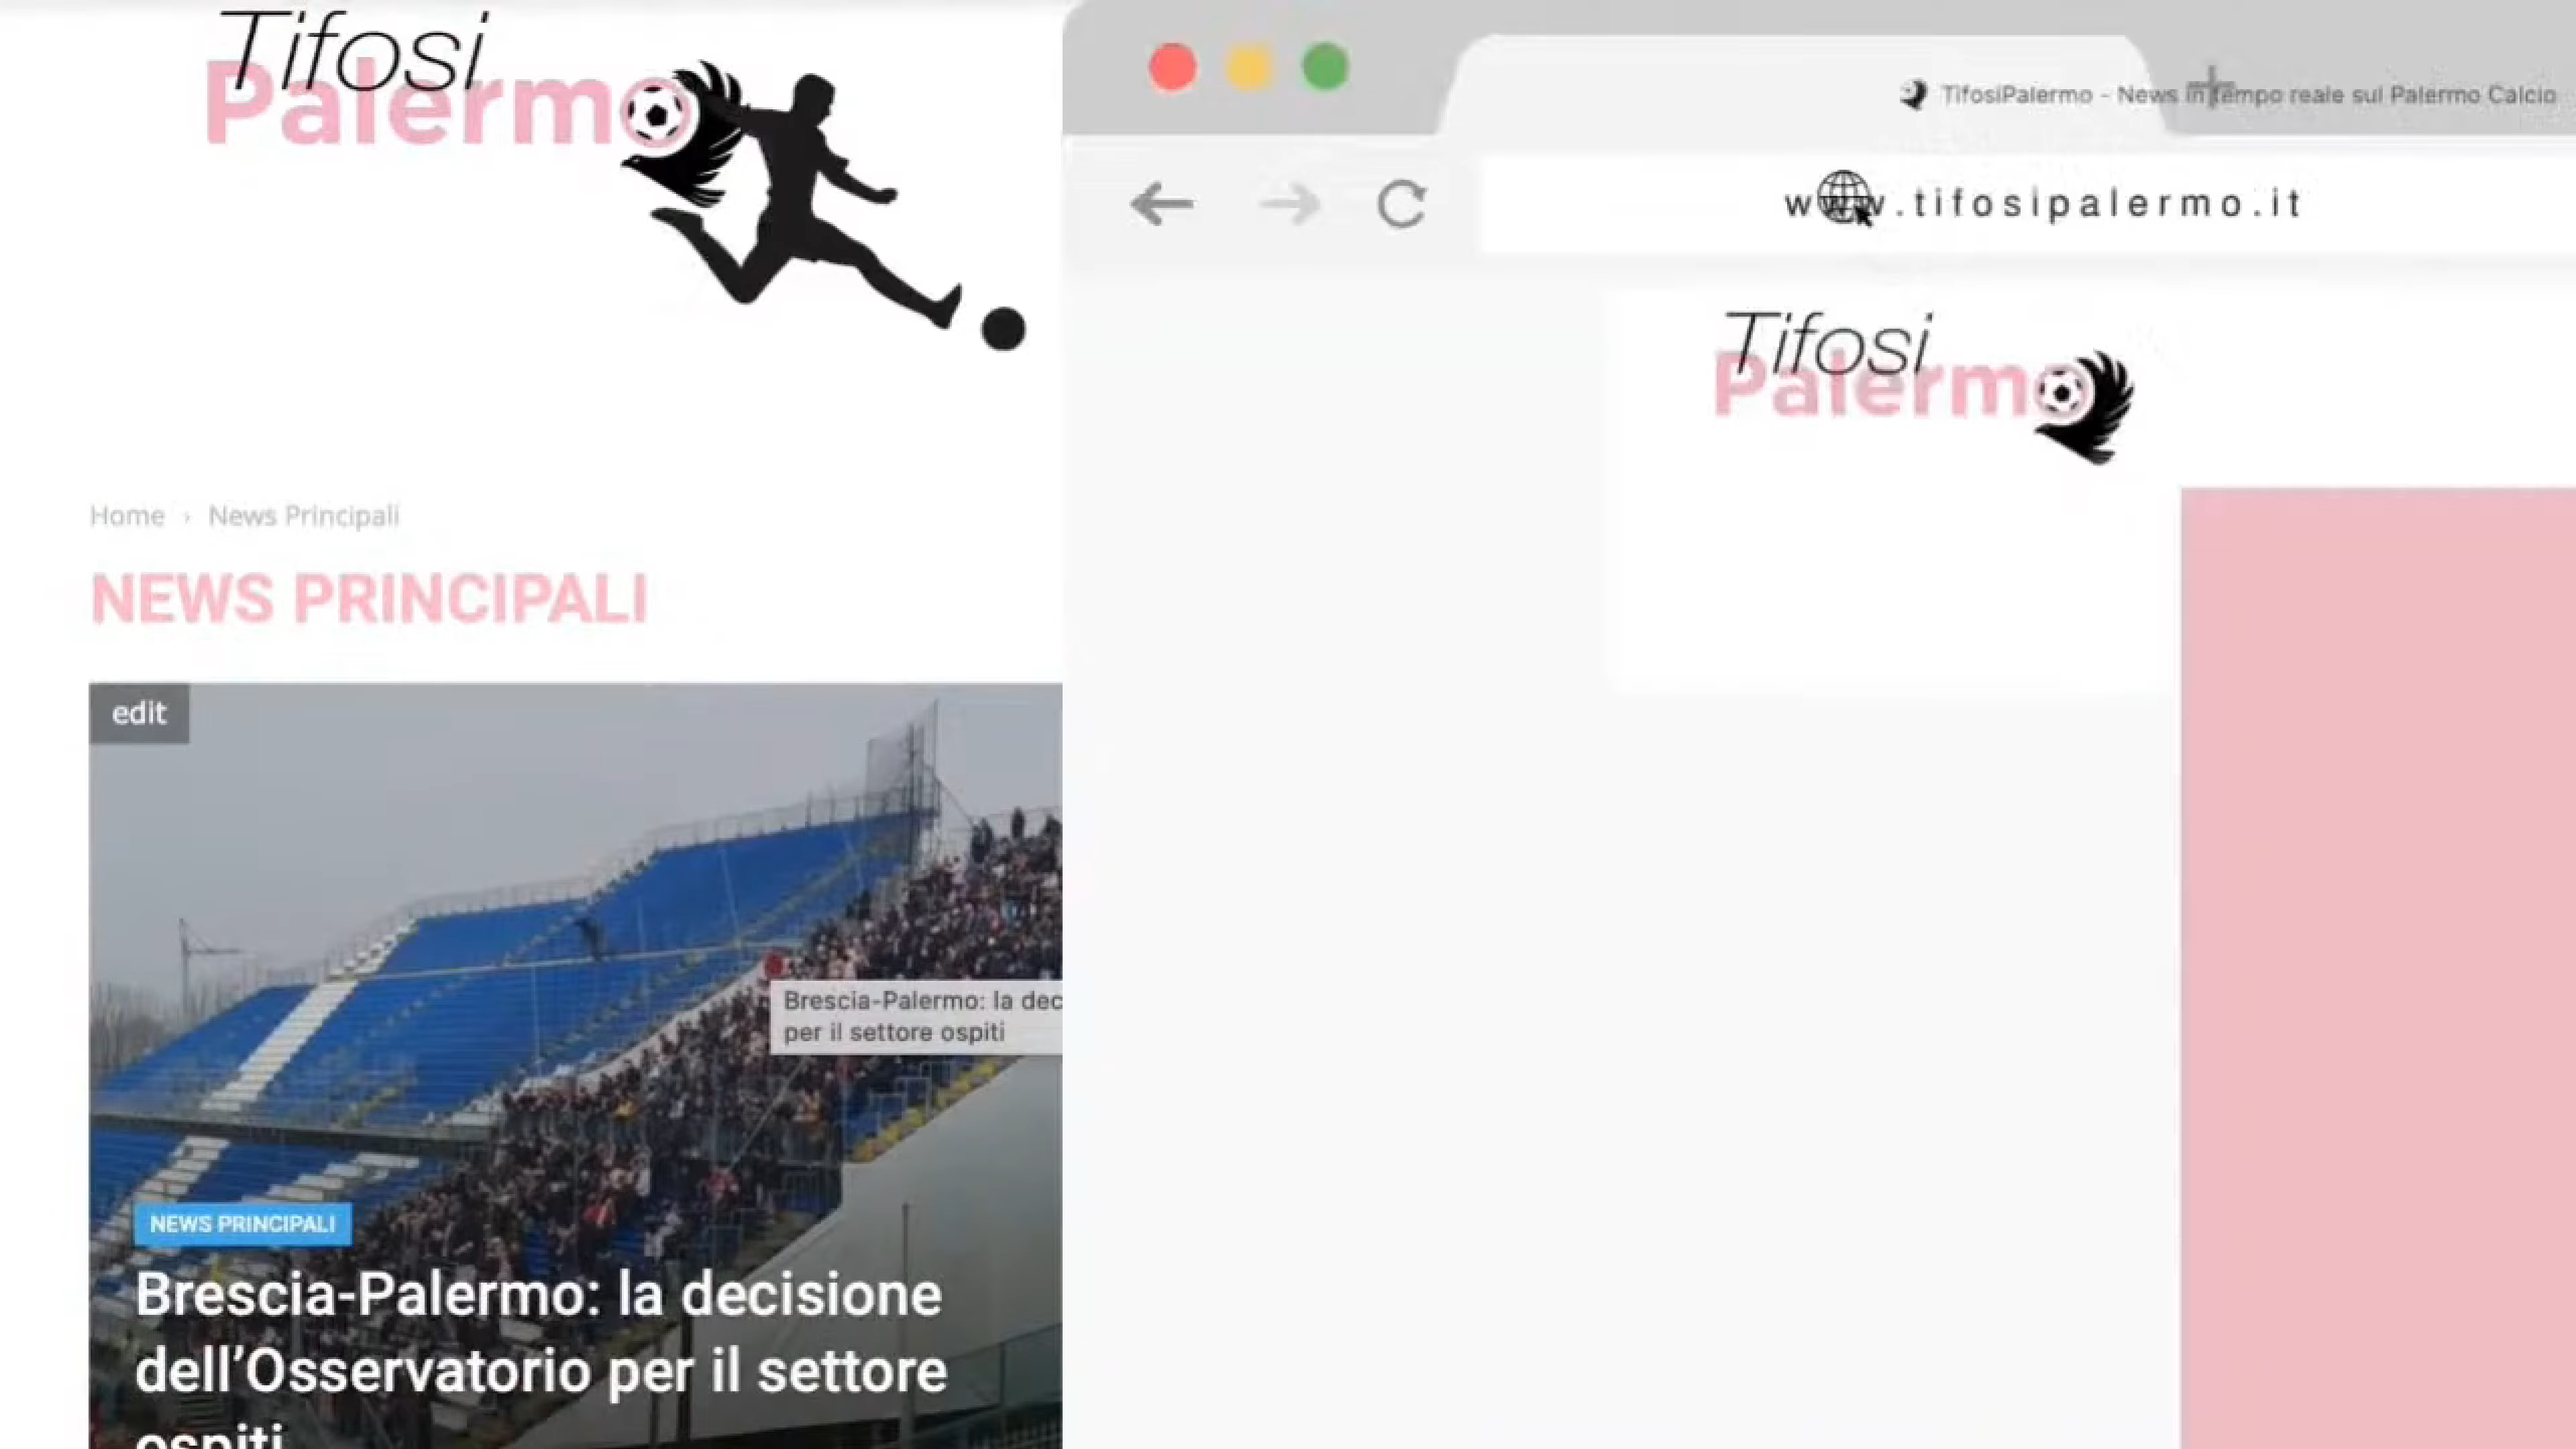 Tifosi
Palermo
Home › News Principali
NEWS PRINCIPALI
edit
Brescia-Palermo: la dec
per il settore ospiti
NEWS PRINCIPALI
Brescia-Palermo: la decisione
dell'Osservatorio per il settore
ospiti
TifosiPalermo - News in tempo reale sul Palermo Calcio
www.tifosipalermo.it
Tifosi
Palermo